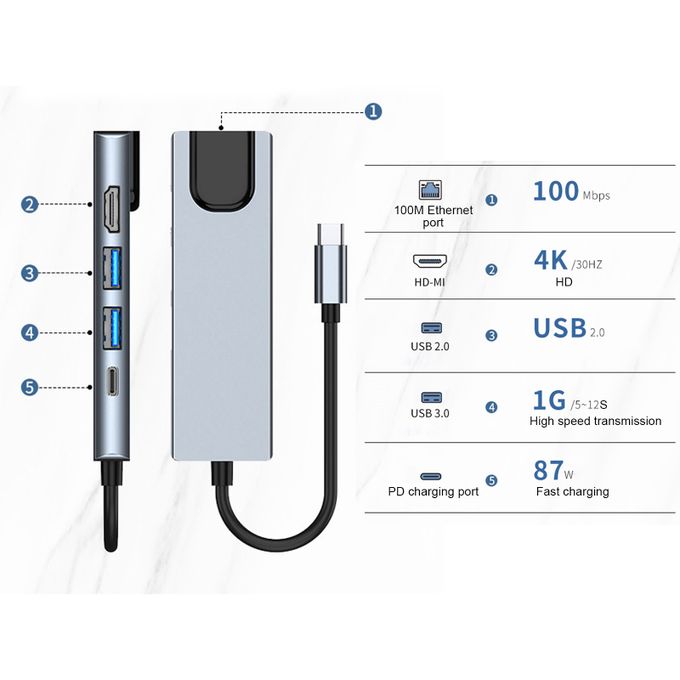 1
2
3
4
5
100M Ethernet
port
1
100 Mbps
HD-MI
2
4K /30HZ
HD
USB 2.0
3
USB 2.0
USB 3.0
4
1G /5~12S
High speed transmission
PD charging port
5
87 W
Fast charging